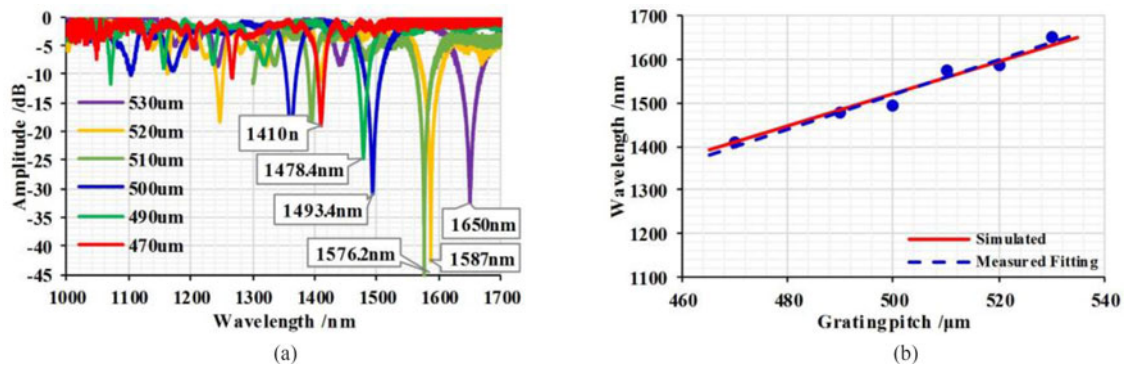 0
-5
-10
-15
-20
-25
-30
-35
-40
-45
Amplitude /dB
530um
520um
510um
500um
490um
470um
1410n
1478.4nm
1493.4nm
1650nm
1576.2nm
1587nm
1000 1100 1200 1300 1400 1500 1600 1700
Wavelength /nm
(a)
1700
1600
1500
1400
1300
1200
1100
Wavelength /nm
Simulated
Measured Fitting
460 480 500 520 540
Grating pitch /μm
(b)